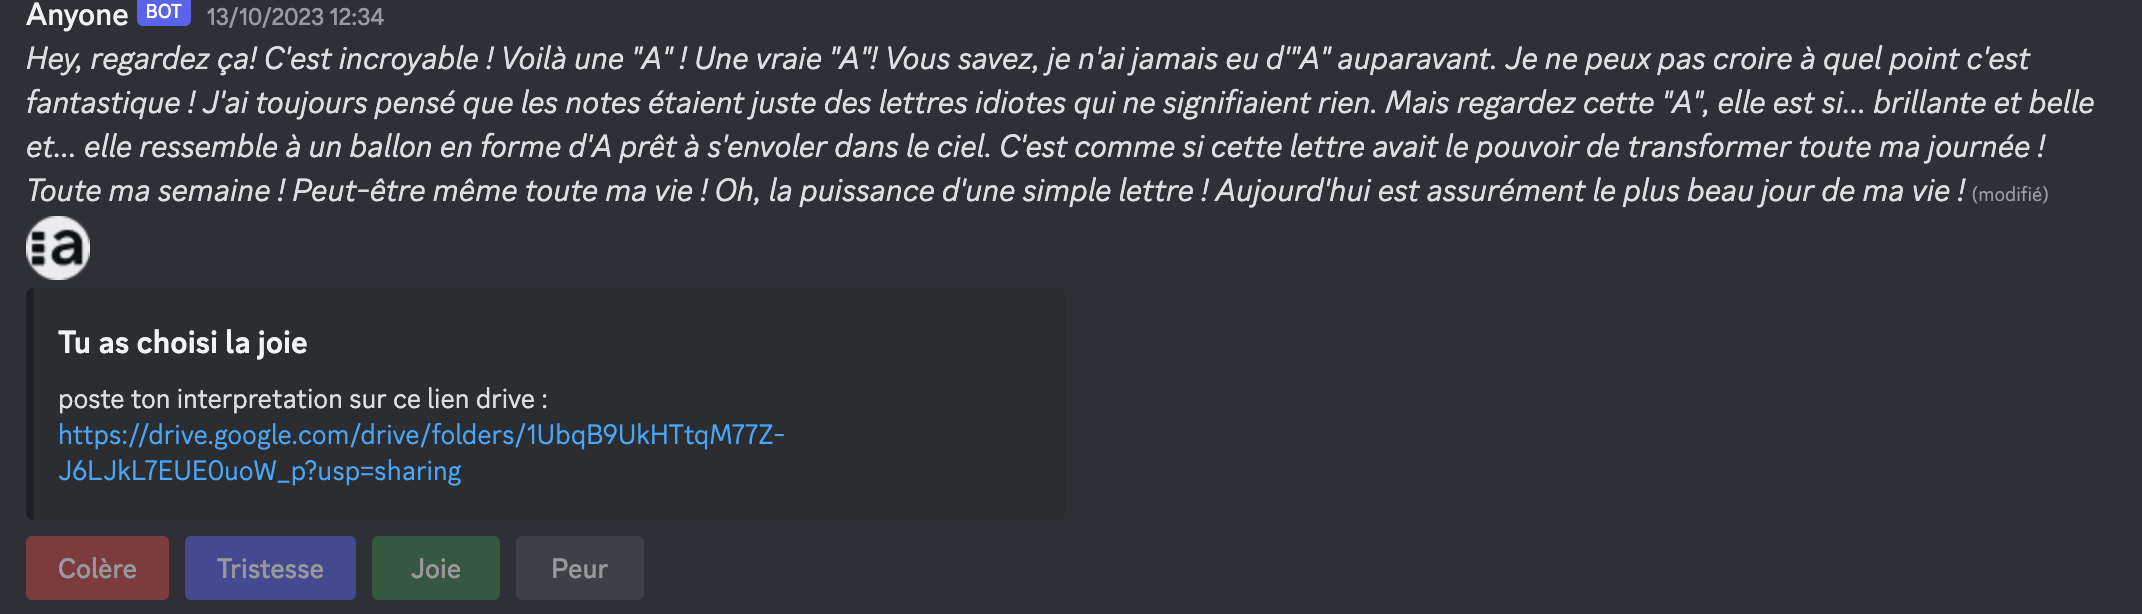 Anyone BOT 13/10/2023 12:34
Hey, regardez ça! C'est incroyable ! Voilà une "A" ! Une vraie "A"! Vous savez, je n'ai jamais eu d'"A" auparavant. Je ne peux pas croire à quel point c'est
fantastique ! J'ai toujours pensé que les notes étaient juste des lettres idiotes qui ne signifiaient rien. Mais regardez cette "A", elle est si... brillante et belle
et... elle ressemble à un ballon en forme d'A prêt à s'envoler dans le ciel. C'est comme si cette lettre avait le pouvoir de transformer toute ma journée !
Toute ma semaine ! Peut-être même toute ma vie ! Oh, la puissance d'une simple lettre ! Aujourd'hui est assurément le plus beau jour de ma vie ! (modifié)
a
Tu as choisi la joie
poste ton interpretation sur ce lien drive :
https://drive.google.com/drive/folders/1UbqB9UkHTtqM77Z-
J6LJkL7EUE0uoW_p?usp=sharing
Colère Tristesse Joie Peur